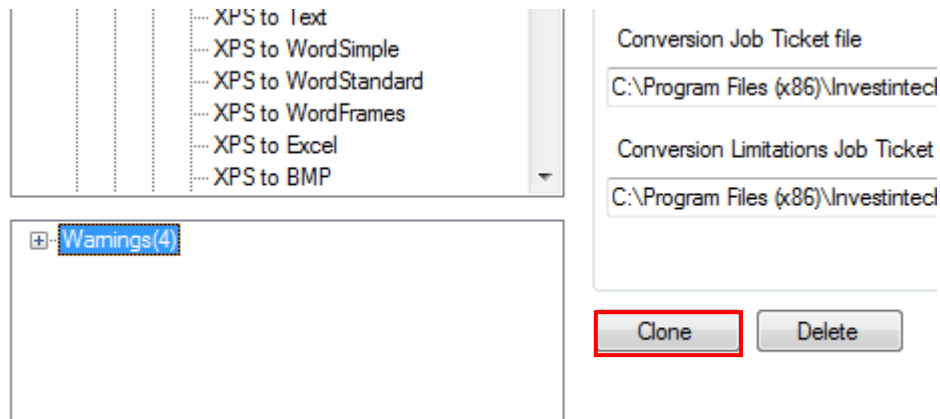 XPS to Text
XPS to WordSimple
XPS to WordStandard
XPS to WordFrames
XPS to Excel
XPS to BMP
Warnings(4)
Conversion Job Ticket file
C:\Program Files (x86)\Investintech
Conversion Limitations Job Ticket
C:\Program Files (x86)\Investintech
Clone
Delete